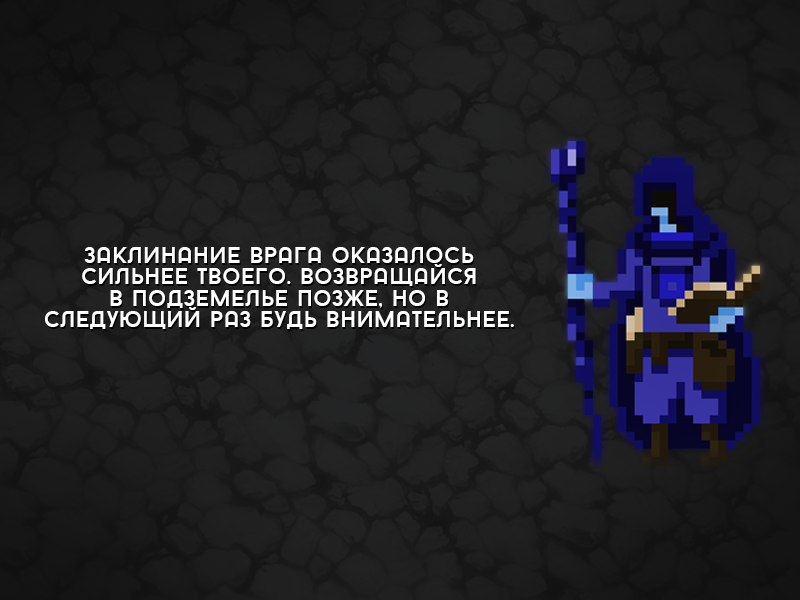 ЗАКЛИНАНИЕ ВРАГА ОКАЗАЛОСЬ
СИЛЬНЕЕ ТВОЕГО. ВОЗВРАЩАЙСЯ
В ПОДЗЕМЕЛЬЕ ПОЗЖЕ, НО В
СЛЕДУЮЩИЙ РАЗ БУДЬ ВНИМАТЕЛЬНЕЕ.